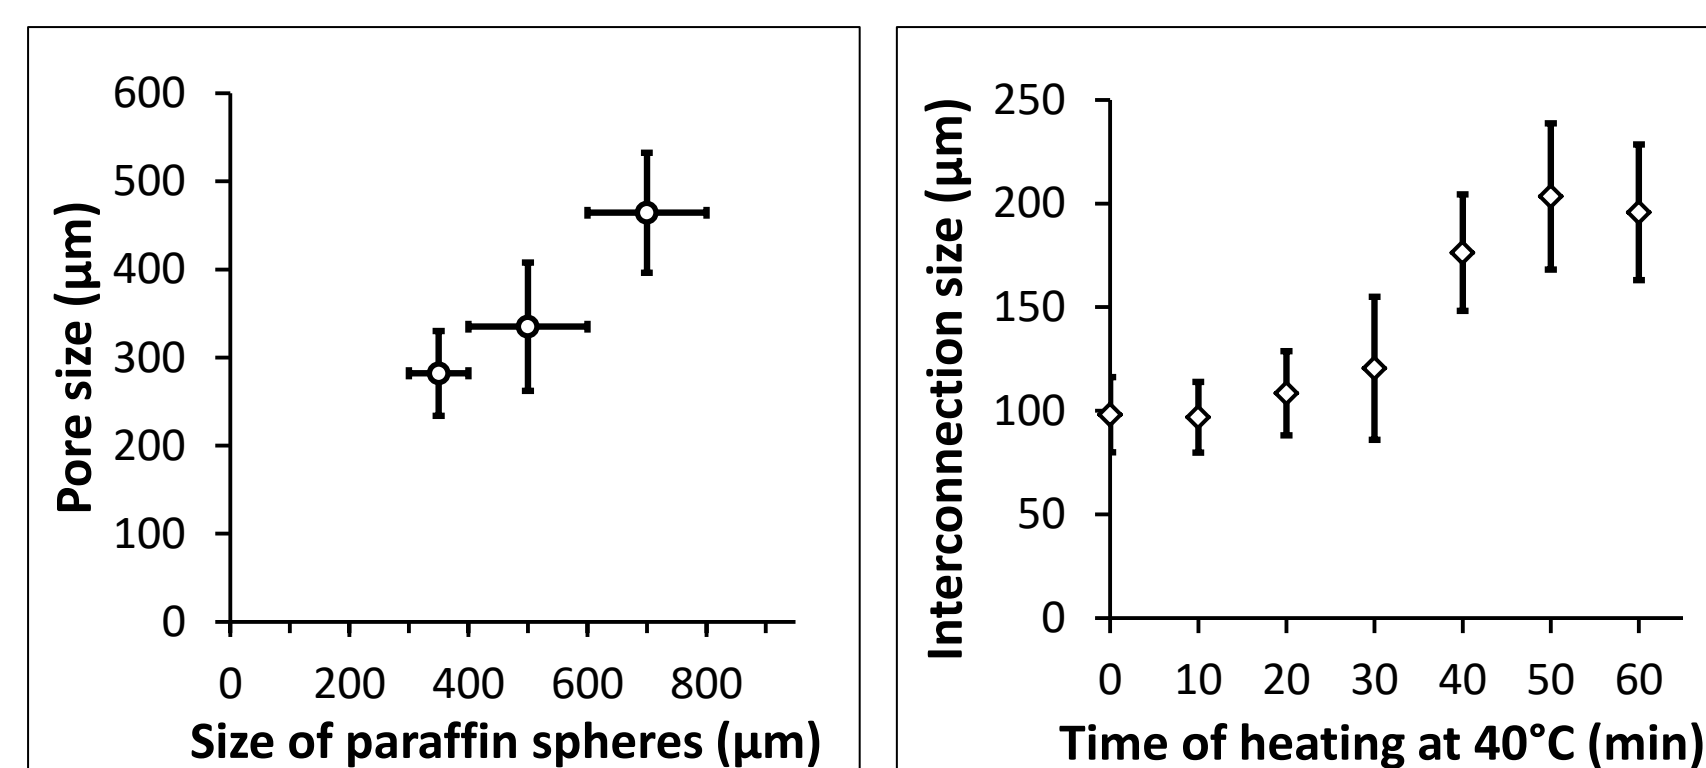 600
500
400
300
200
100
0
0 200 400 600 800
Pore size (µm)
Size of paraffin spheres (µm)
250
200
150
100
50
0
0 10 20 30 40 50 60
Interconnection size (µm)
Time of heating at 40°C (min)